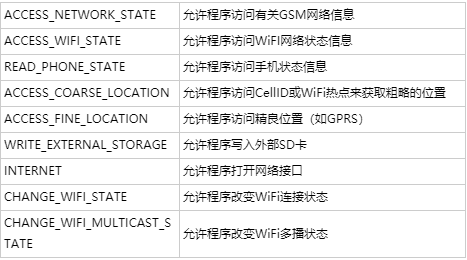 ACCESS_NETWORK_STATE 允许程序访问有关GSM网络信息
ACCESS_WIFI_STATE 允许程序访问WiFI网络状态信息
READ_PHONE_STATE 允许程序访问手机状态信息
ACCESS_COARSE_LOCATION 允许程序访问CellID或WiFi热点来获取粗略的位置
ACCESS_FINE_LOCATION 允许程序访问精良位置（如GPRS）
WRITE_EXTERNAL_STORAGE 允许程序写入外部SD卡
INTERNET 允许程序打开网络接口
CHANGE_WIFI_STATE 允许程序改变WiFi连接状态
CHANGE_WIFI_MULTICAST_S
TATE 允许程序改变WiFi多播状态